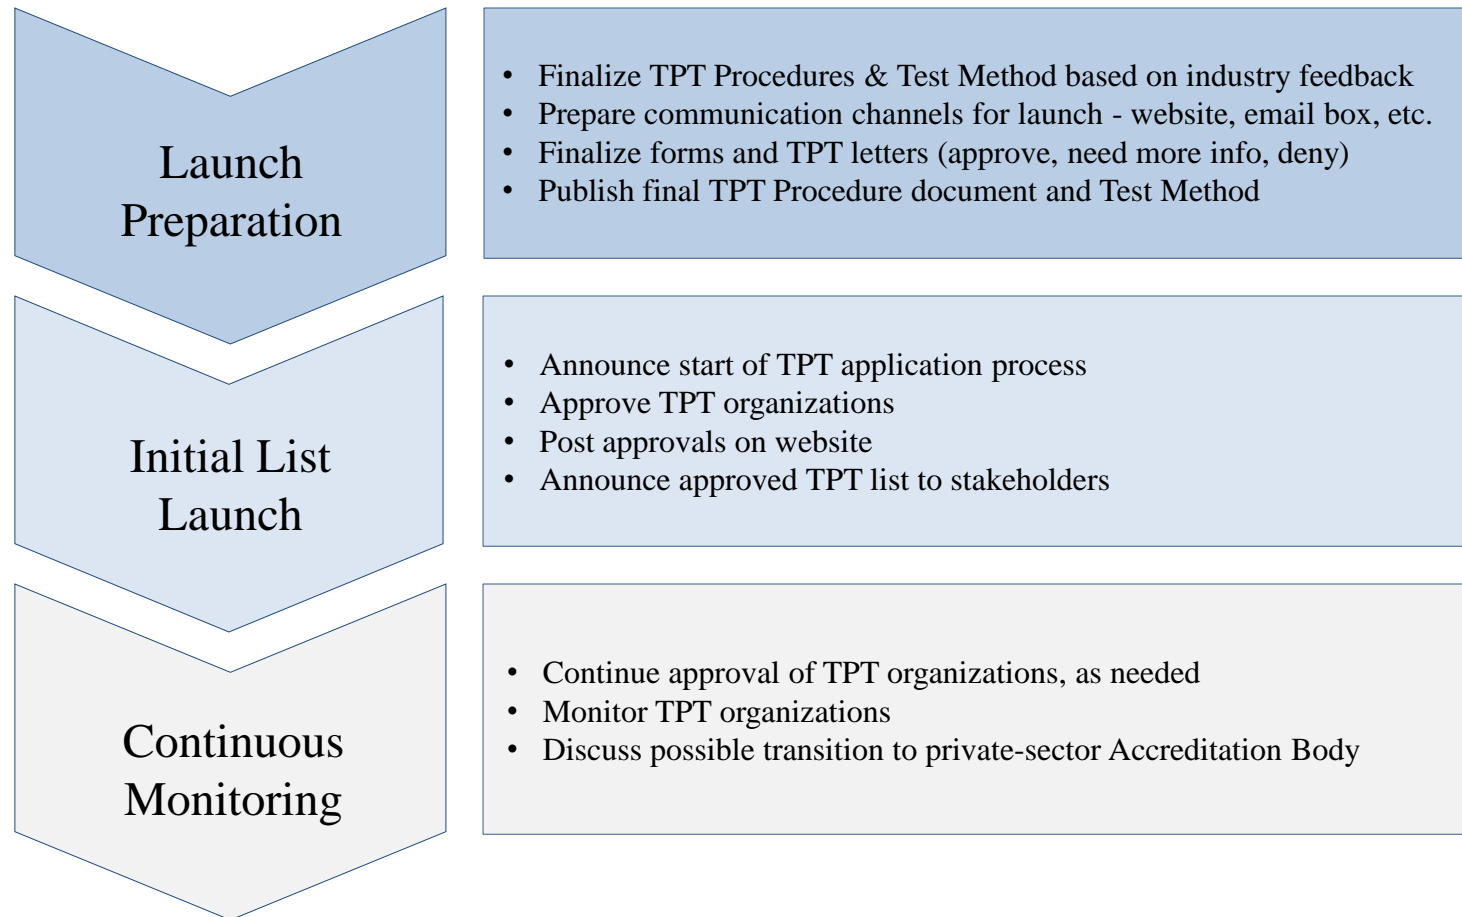 Launch
Preparation
• Finalize TPT Procedures & Test Method based on industry feedback
• Prepare communication channels for launch - website, email box, etc.
• Finalize forms and TPT letters (approve, need more info, deny)
• Publish final TPT Procedure document and Test Method
Initial List
Launch
• Announce start of TPT application process
• Approve TPT organizations
• Post approvals on website
• Announce approved TPT list to stakeholders
Continuous
Monitoring
• Continue approval of TPT organizations, as needed
• Monitor TPT organizations
• Discuss possible transition to private-sector Accreditation Body